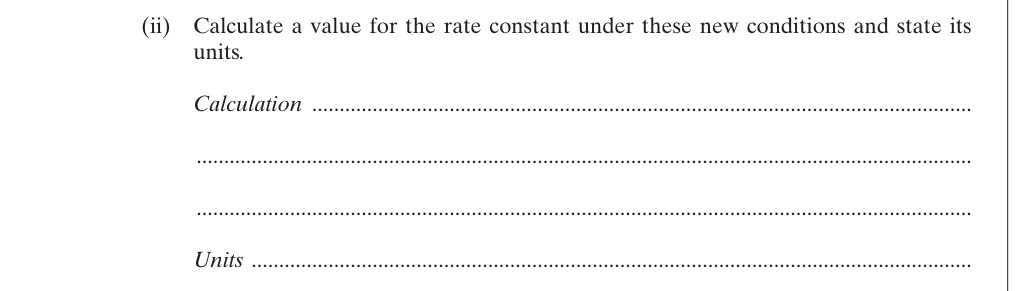 (ii) Calculate a value for the rate constant under these new conditions and state its
units.
Calculation ......................................................................................................................
...........................................................................................................................................
...........................................................................................................................................
Units .................................................................................................................................